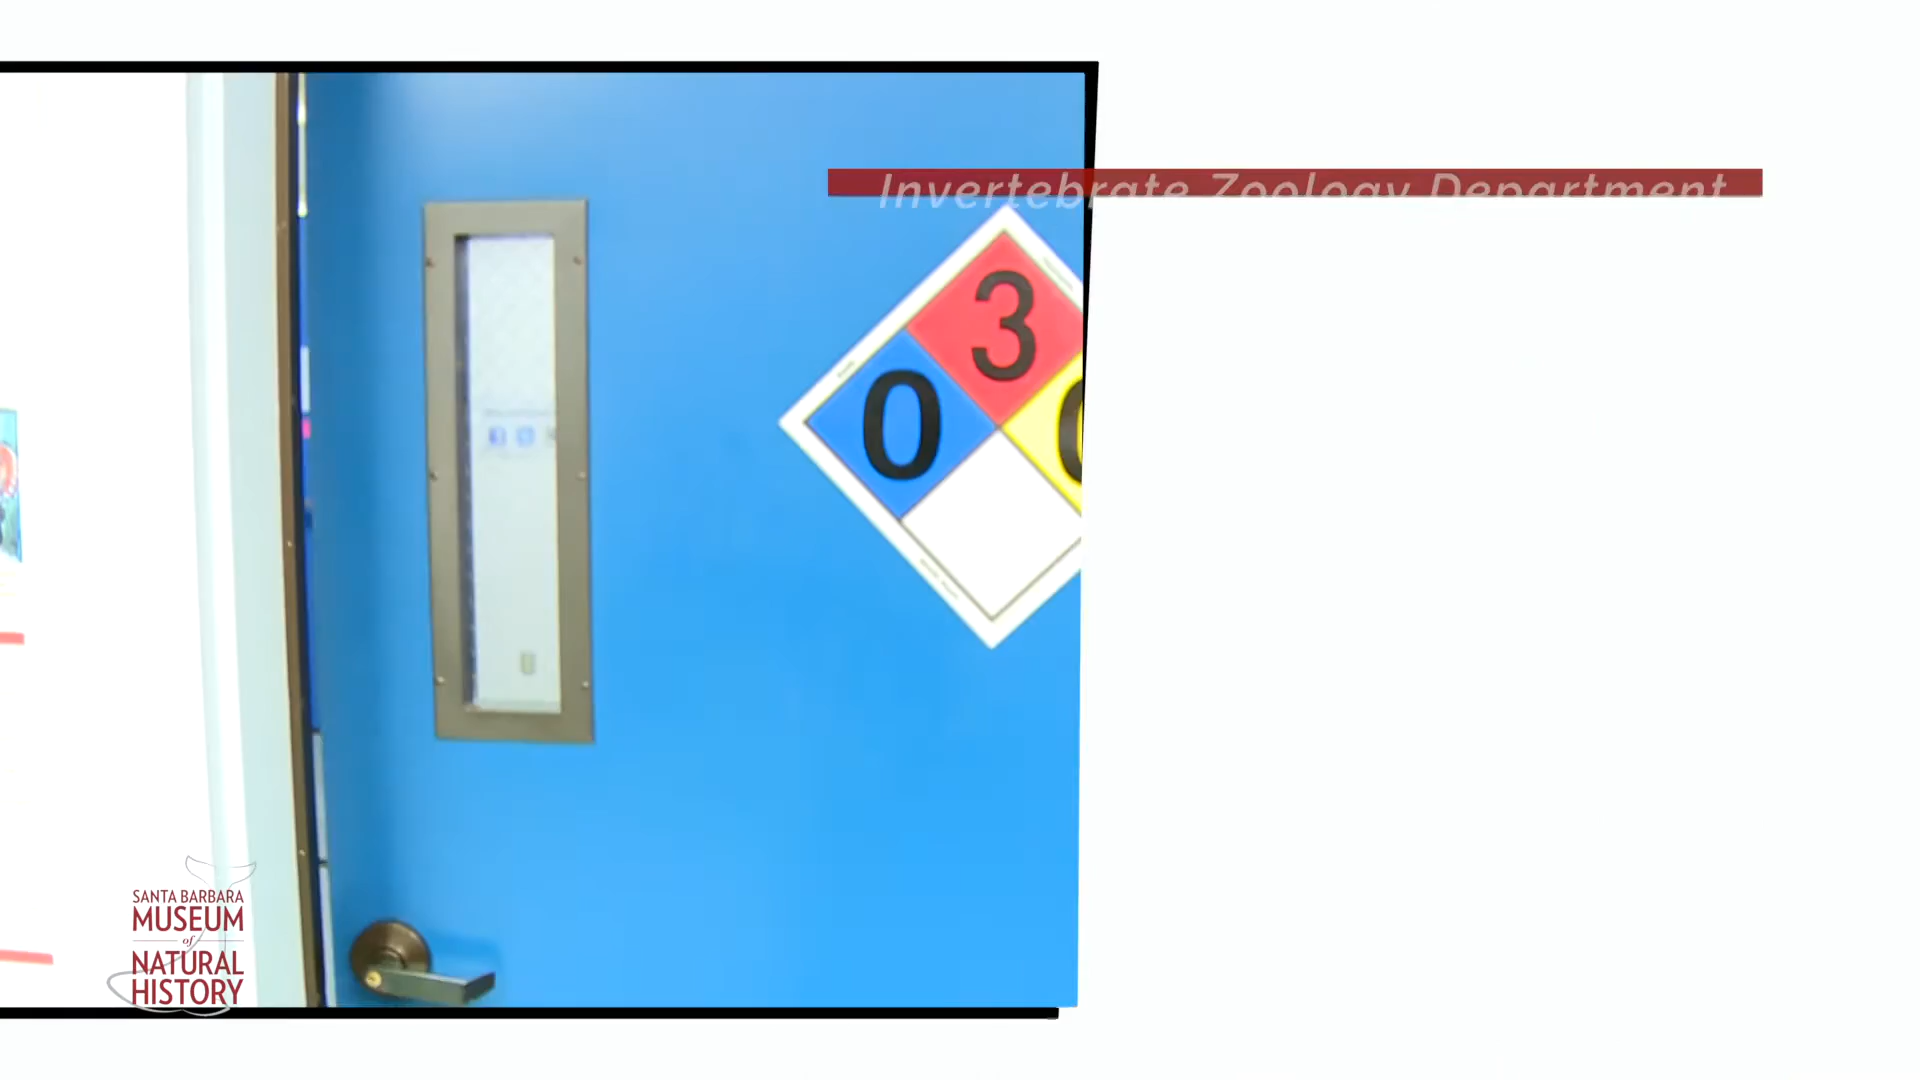 Invertebrate Zoology Department
3
0
SANTA BARBARA
MUSEUM
of
NATURAL
HISTORY